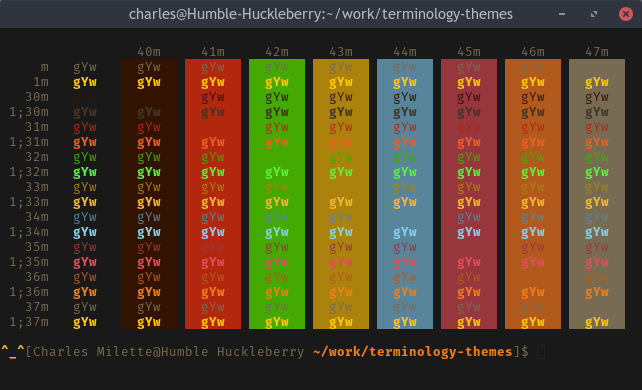 charles@Humble-Huckleberry:~/work/terminology-themes
40m 41m 42m 43m 44m 45m 46m 47m
m gYw gYw gYw gYw gYw gYw gYw gYw gYw
1m gYw gYw gYw gYw gYw gYw gYw gYw gYw
30m gYw gYw gYw gYw gYw gYw gYw
1;30m gYw gYw gYw gYw gYw gYw gYw gYw gYw
31m gYw gYw gYw gYw gYw gYw gYw gYw
1;31m gYw gYw gYw gYw gYw gYw gYw gYw gYw
32m gYw gYw gYw gYw gYw gYw gYw gYw
1;32m gYw gYw gYw gYw gYw gYw gYw gYw gYw
33m gYw gYw gYw gYw gYw gYw gYw gYw
1;33m gYw gYw gYw gYw gYw gYw gYw gYw gYw
34m gYw gYw gYw gYw gYw gYw gYw gYw
1;34m gYw gYw gYw gYw gYw gYw gYw gYw gYw
35m gYw gYw gYw gYw gYw gYw gYw gYw
1;35m gYw gYw gYw gYw gYw gYw gYw gYw gYw
36m gYw gYw gYw gYw gYw gYw gYw gYw
1;36m gYw gYw gYw gYw gYw gYw gYw gYw gYw
37m gYw gYw gYw gYw gYw gYw gYw gYw
1;37m gYw gYw gYw gYw gYw gYw gYw gYw gYw
^_^[Charles Milette@Humble Huckleberry ~/work/terminology-themes]$